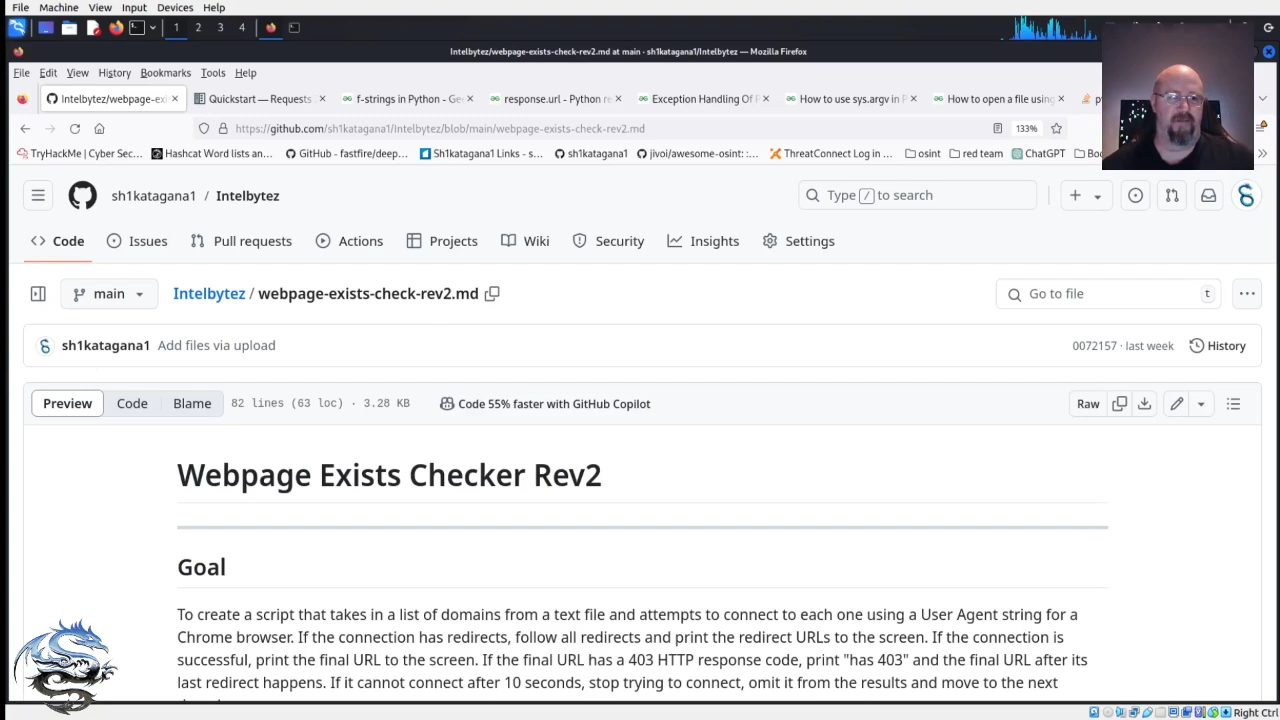 File Machine View Input Devices Help
1 2 3 4
Intelbytez/webpage-exists-check-rev2.md at main · sh1katagana1/Intelbytez — Mozilla Firefox
File Edit View History Bookmarks Tools Help
Intelbytez/webpage-exi Quickstart — Requests f-strings in Python - Ge response.url - Python re Exception Handling Of P How to use sys.argv in P How to open a file using
https://github.com/sh1katagana1/Intelbytez/blob/main/webpage-exists-check-rev2.md 133%
TryHackMe | Cyber Sec... Hashcat Word lists an... GitHub - fastfire/deep... Sh1katagana1 Links - s... sh1katagana1 jivoi/awesome-osint: :... ThreatConnect Log in ... osint red team ChatGPT
sh1katagana1 / Intelbytez Type / to search
Code Issues Pull requests Actions Projects Wiki Security Insights Settings
main Intelbytez / webpage-exists-check-rev2.md Go to file t
sh1katagana1 Add files via upload 0072157 · last week History
Preview Code Blame 82 lines (63 loc) · 3.28 KB Code 55% faster with GitHub Copilot Raw
Webpage Exists Checker Rev2
Goal
To create a script that takes in a list of domains from a text file and attempts to connect to each one using a User Agent string for a
Chrome browser. If the connection has redirects, follow all redirects and print the redirect URLs to the screen. If the connection is
successful, print the final URL to the screen. If the final URL has a 403 HTTP response code, print "has 403" and the final URL after its
last redirect happens. If it cannot connect after 10 seconds, stop trying to connect, omit it from the results and move to the next
Right Ctrl